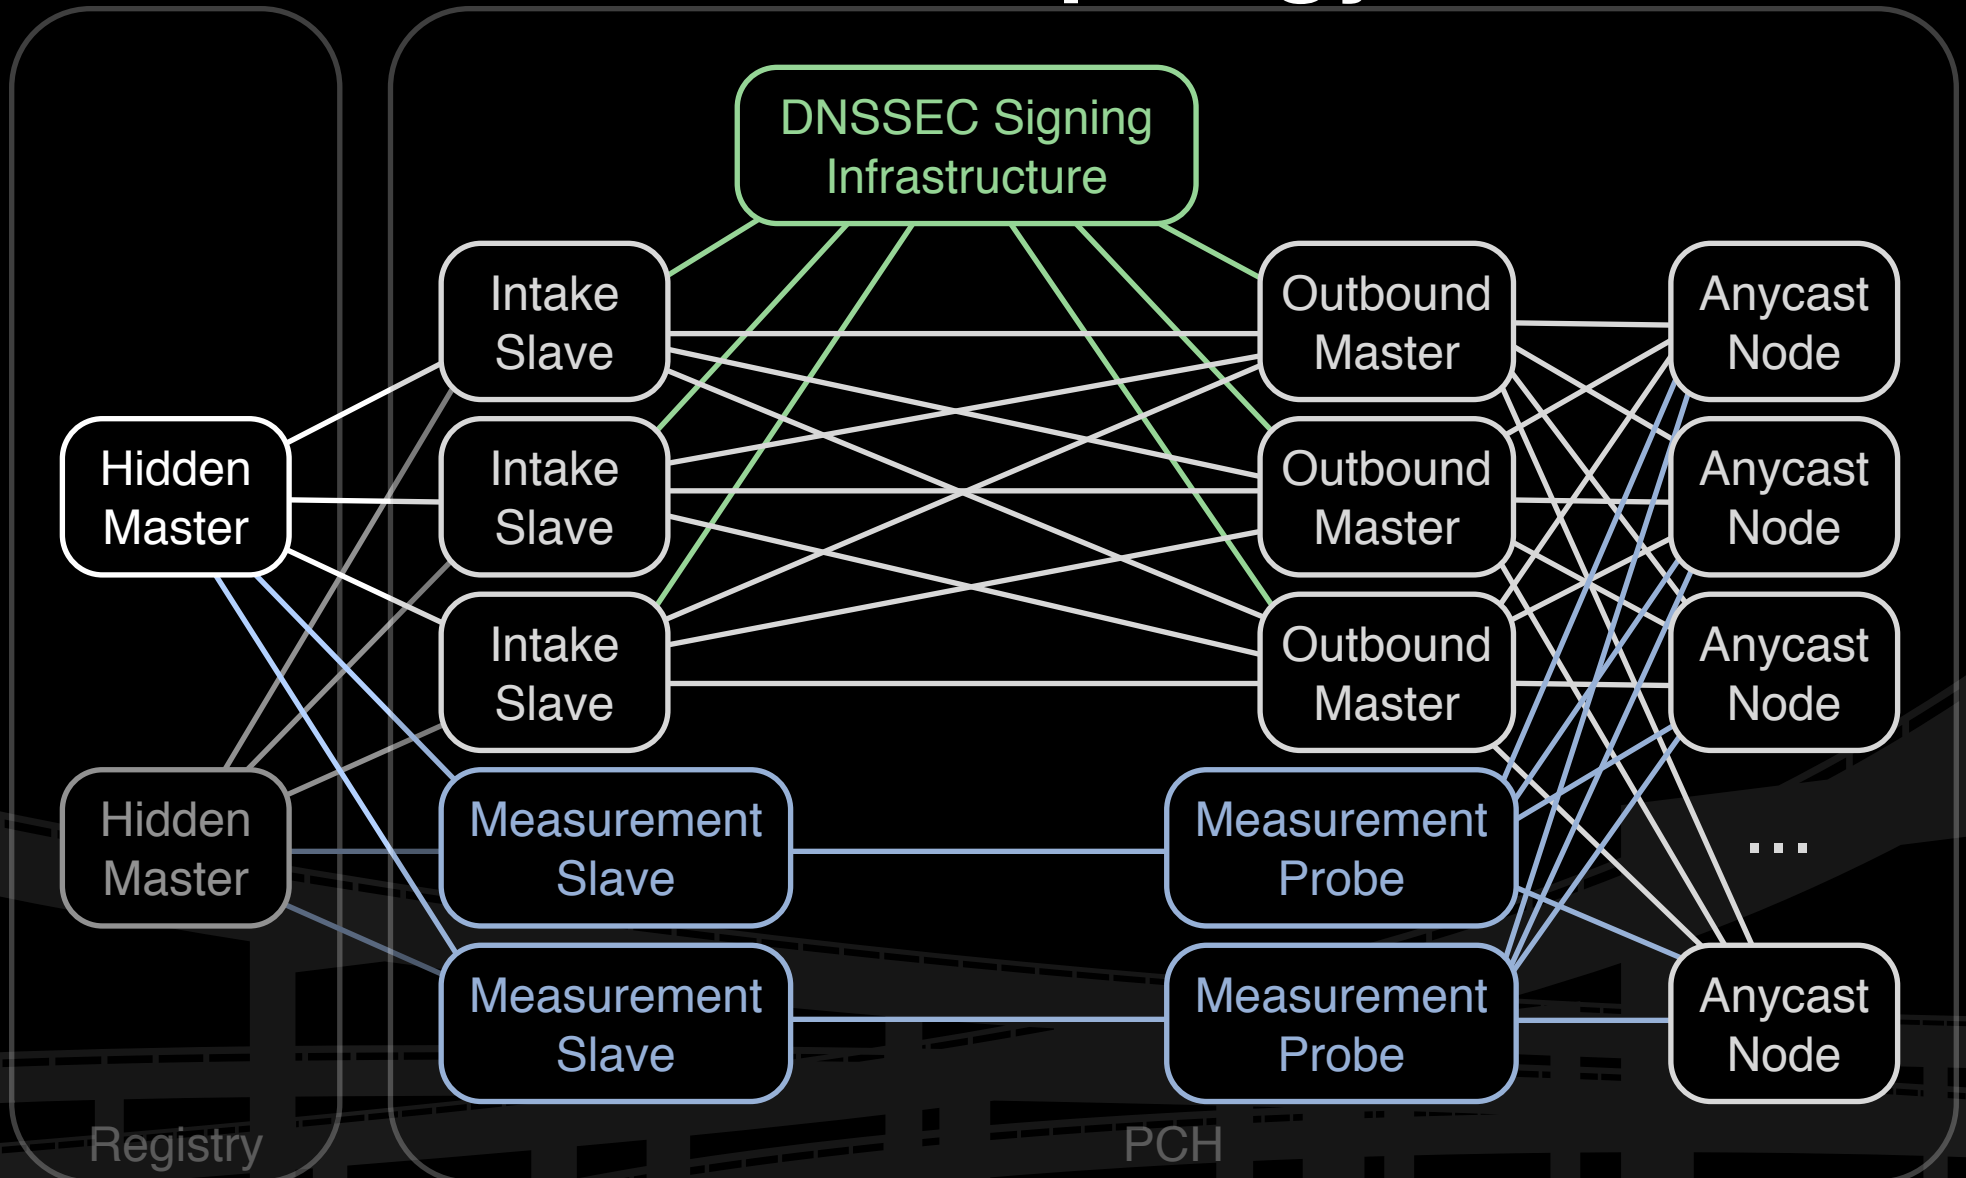 DNSSEC Signing
Infrastructure
Intake
Slave
Outbound
Master
Anycast
Node
Hidden
Master
Intake
Slave
Outbound
Master
Anycast
Node
Intake
Slave
Outbound
Master
Anycast
Node
Hidden
Master
Measurement
Slave
Measurement
Probe
...
Measurement
Slave
Measurement
Probe
Anycast
Node
Registry
PCH